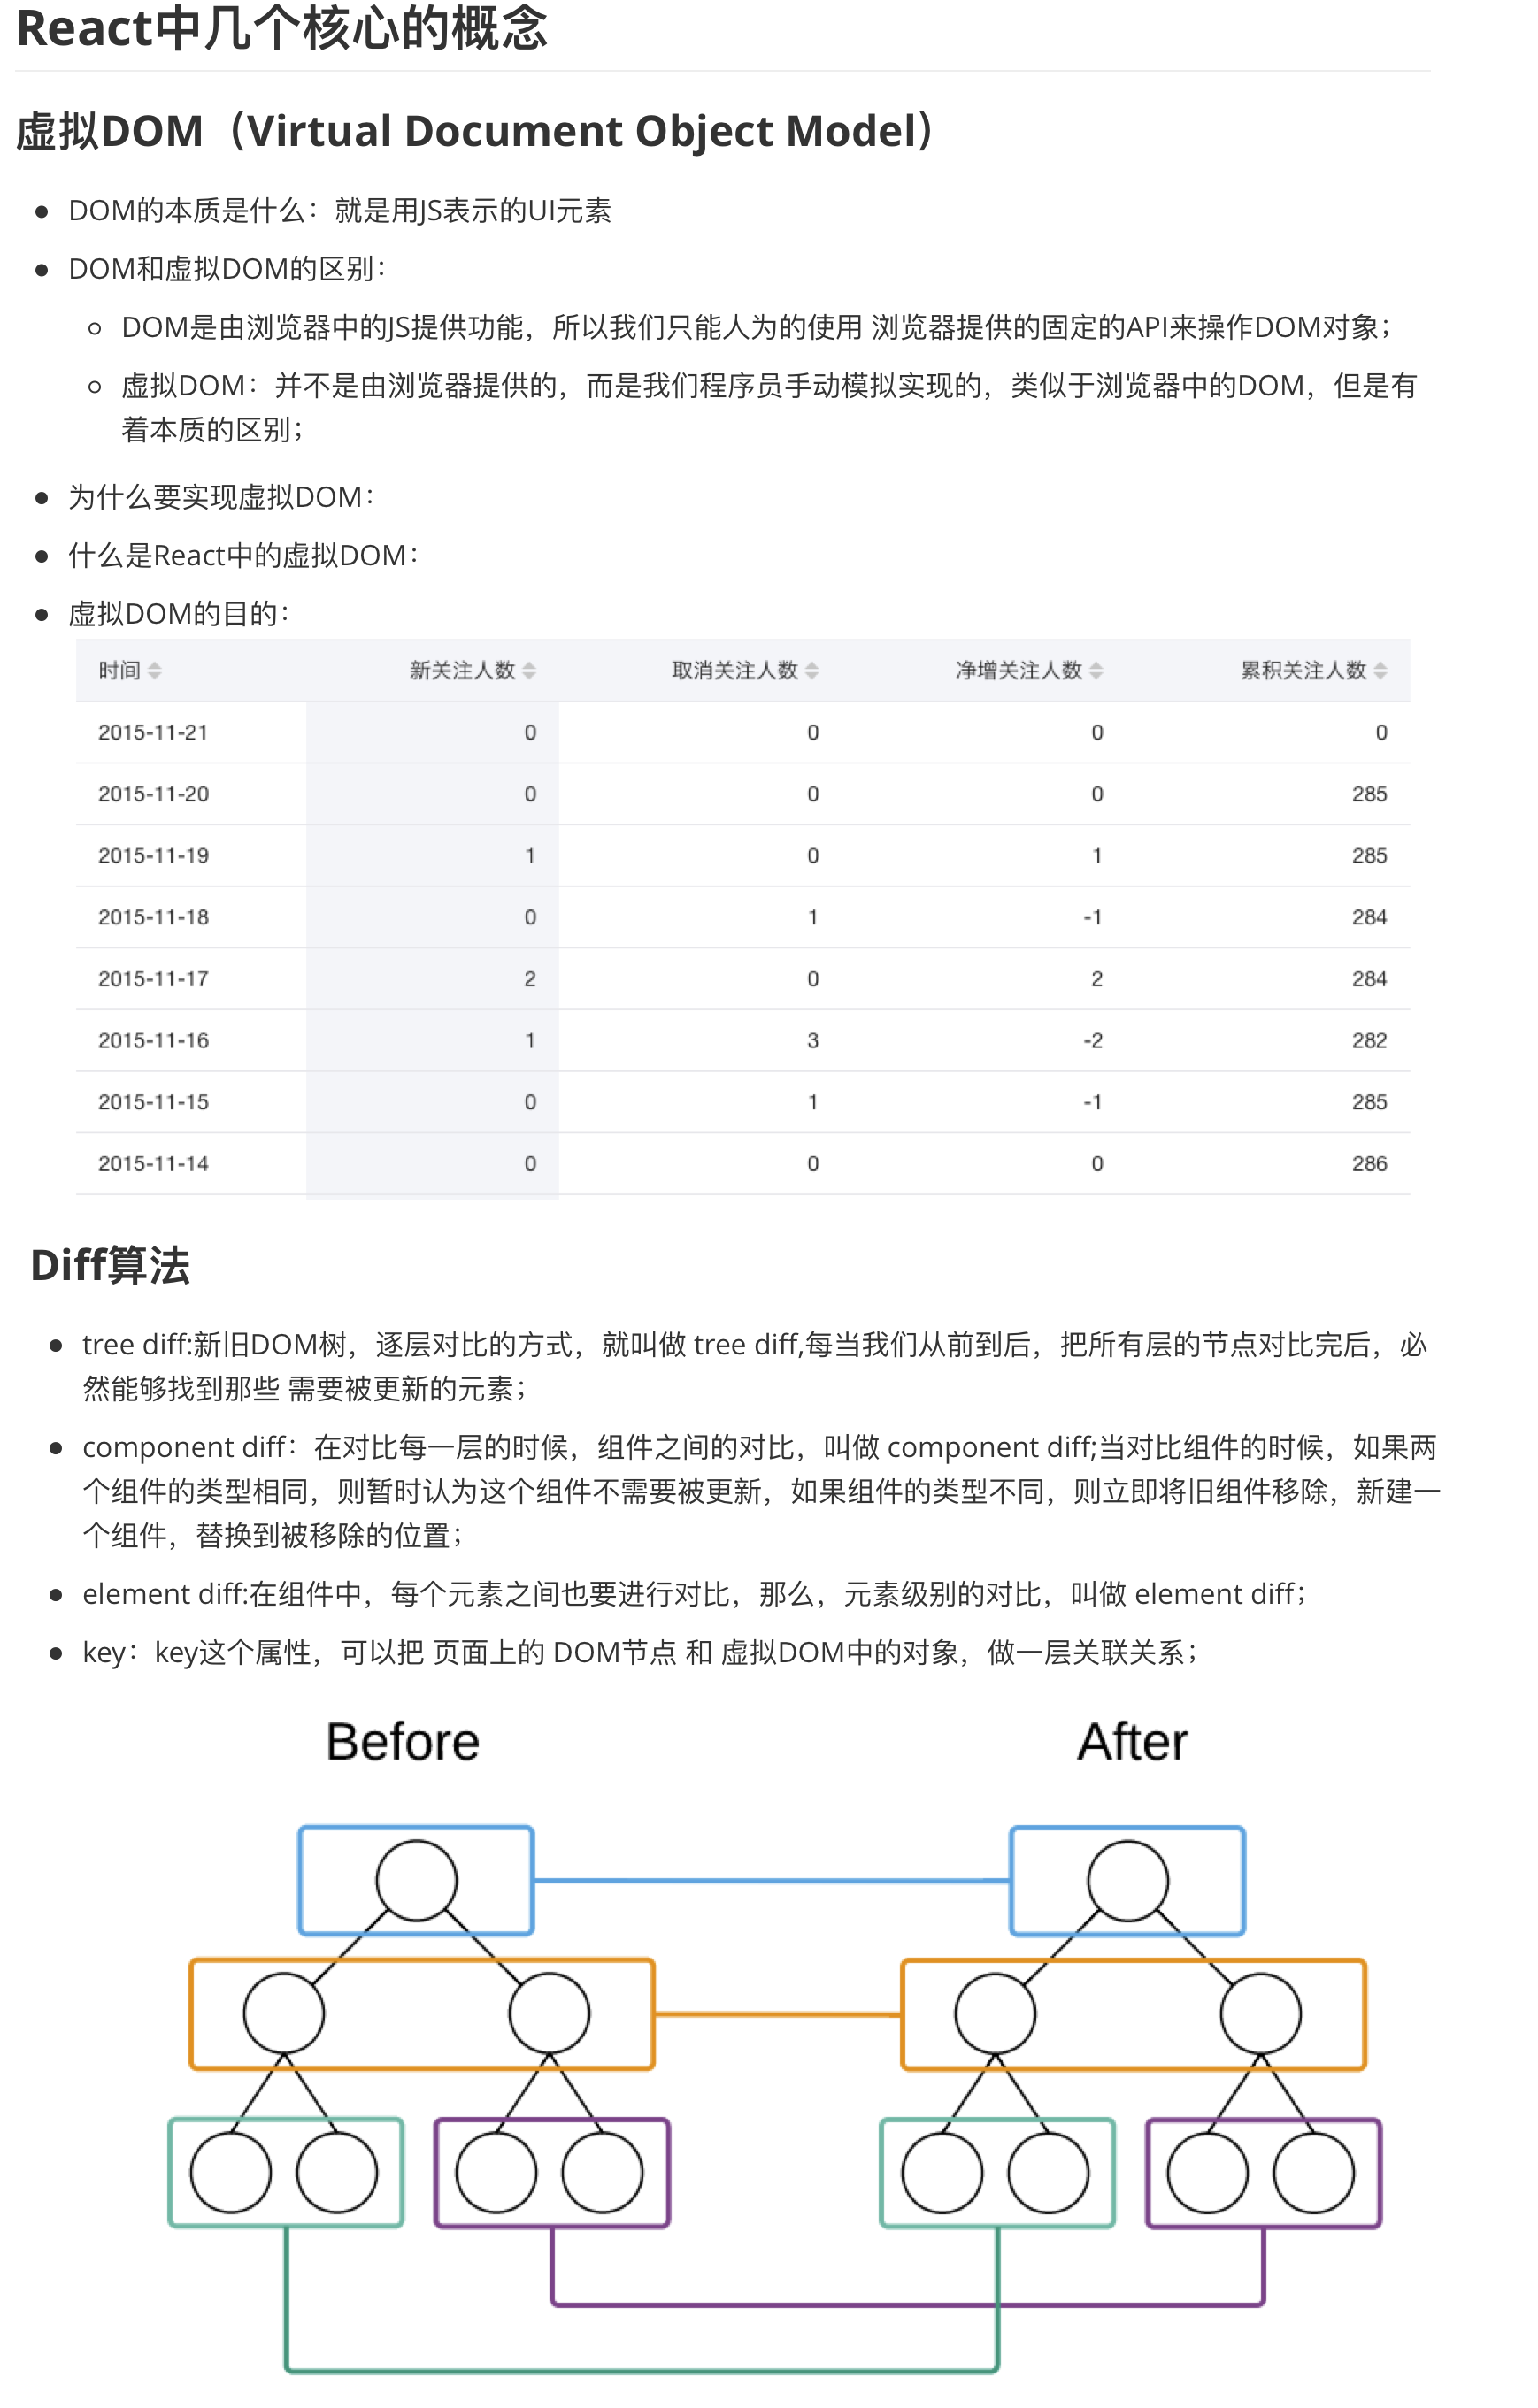 React中几个核心的概念
虚拟DOM（Virtual Document Object Model）
DOM的本质是什么：就是用JS表示的UI元素
DOM和虚拟DOM的区别：
DOM是由浏览器中的JS提供功能，所以我们只能人为的使用 浏览器提供的固定的API来操作DOM对象；
虚拟DOM：并不是由浏览器提供的，而是我们程序员手动模拟实现的，类似于浏览器中的DOM，但是有
着本质的区别；
为什么要实现虚拟DOM：
什么是React中的虚拟DOM：
虚拟DOM的目的：
时间 新关注人数 取消关注人数 净增关注人数 累积关注人数
2015-11-21 0 0 0 0
2015-11-20 0 0 0 285
2015-11-19 1 0 1 285
2015-11-18 0 1 -1 284
2015-11-17 2 0 2 284
2015-11-16 1 3 -2 282
2015-11-15 0 1 -1 285
2015-11-14 0 0 0 286
Diff算法
tree diff:新旧DOM树，逐层对比的方式，就叫做 tree diff,每当我们从前到后，把所有层的节点对比完后，必
然能够找到那些 需要被更新的元素；
component diff：在对比每一层的时候，组件之间的对比，叫做 component diff;当对比组件的时候，如果两
个组件的类型相同，则暂时认为这个组件不需要被更新，如果组件的类型不同，则立即将旧组件移除，新建一
个组件，替换到被移除的位置；
element diff:在组件中，每个元素之间也要进行对比，那么，元素级别的对比，叫做 element diff；
key：key这个属性，可以把 页面上的 DOM节点 和 虚拟DOM中的对象，做一层关联关系；
Before After